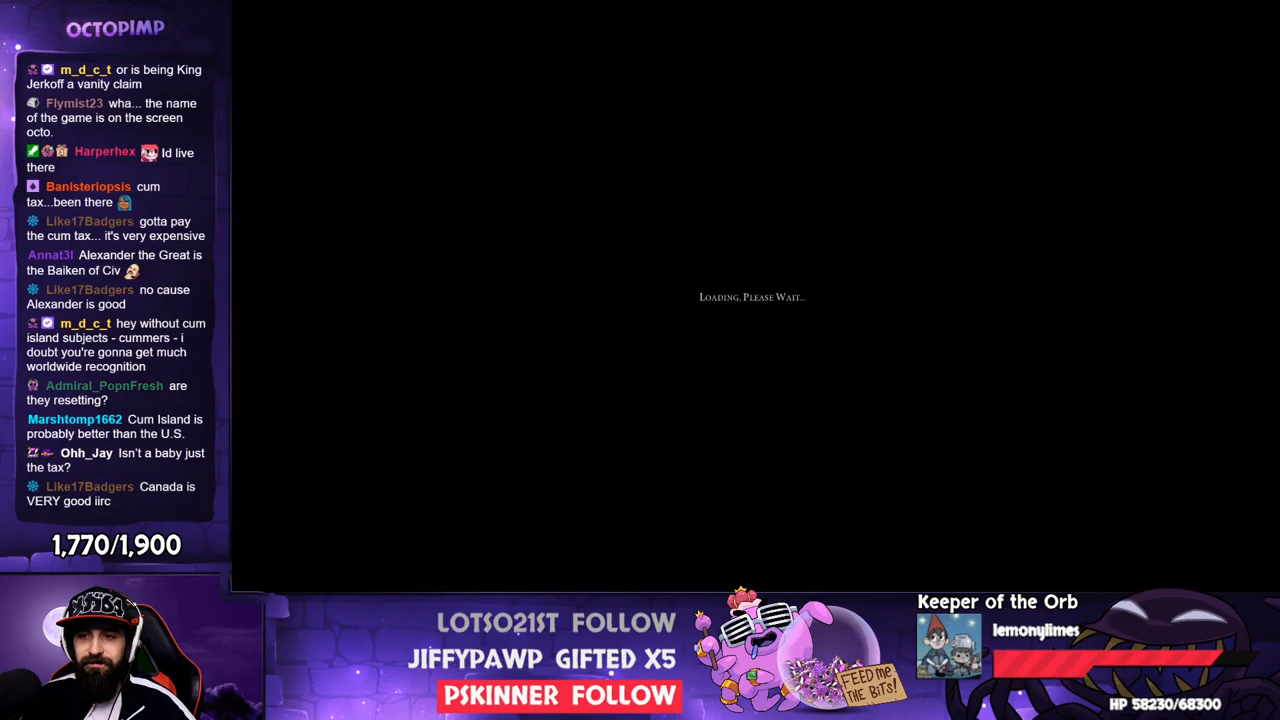 OCTOPIMP
m_d_c_t or is being King
Jerkoff a vanity claim
Flymist23 wha... the name
of the game is on the screen
octo.
Harperhex Id live
there
Banisteriopsis cum
tax...been there
Like17Badgers gotta pay
the cum tax... it's very expensive
Annat3l Alexander the Great is
the Baiken of Civ
Like17Badgers no cause
Alexander is good
m_d_c_t hey without cum
island subjects - cummers - i
doubt you're gonna get much
worldwide recognition
Admiral_PopnFresh are
they resetting?
Marshtomp1662 Cum Island is
probably better than the U.S.
Ohh_Jay Isn't a baby just
the tax?
Like17Badgers Canada is
VERY good iirc
1,770/1,900
Loading, Please Wait...
LOTSO21ST FOLLOW
JIFFYPAWP GIFTED X5
PSKINNER FOLLOW
FEED ME
THE BITS!
Keeper of the Orb
lemonylimes
HP 58230/68300